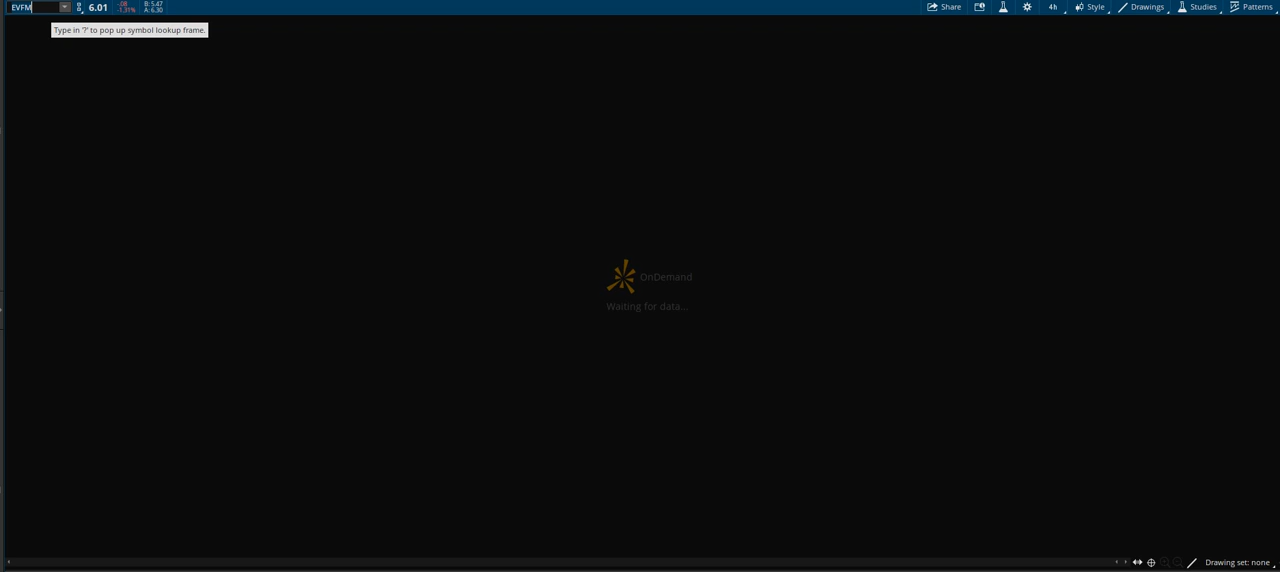 EVFM 6.01 -.08 B: 5.47 Share 4h Style Drawings Studies Patterns
-1.31% A: 6.30
Type in '?' to pop up symbol lookup frame.
OnDemand
Waiting for data...
Drawing set: none